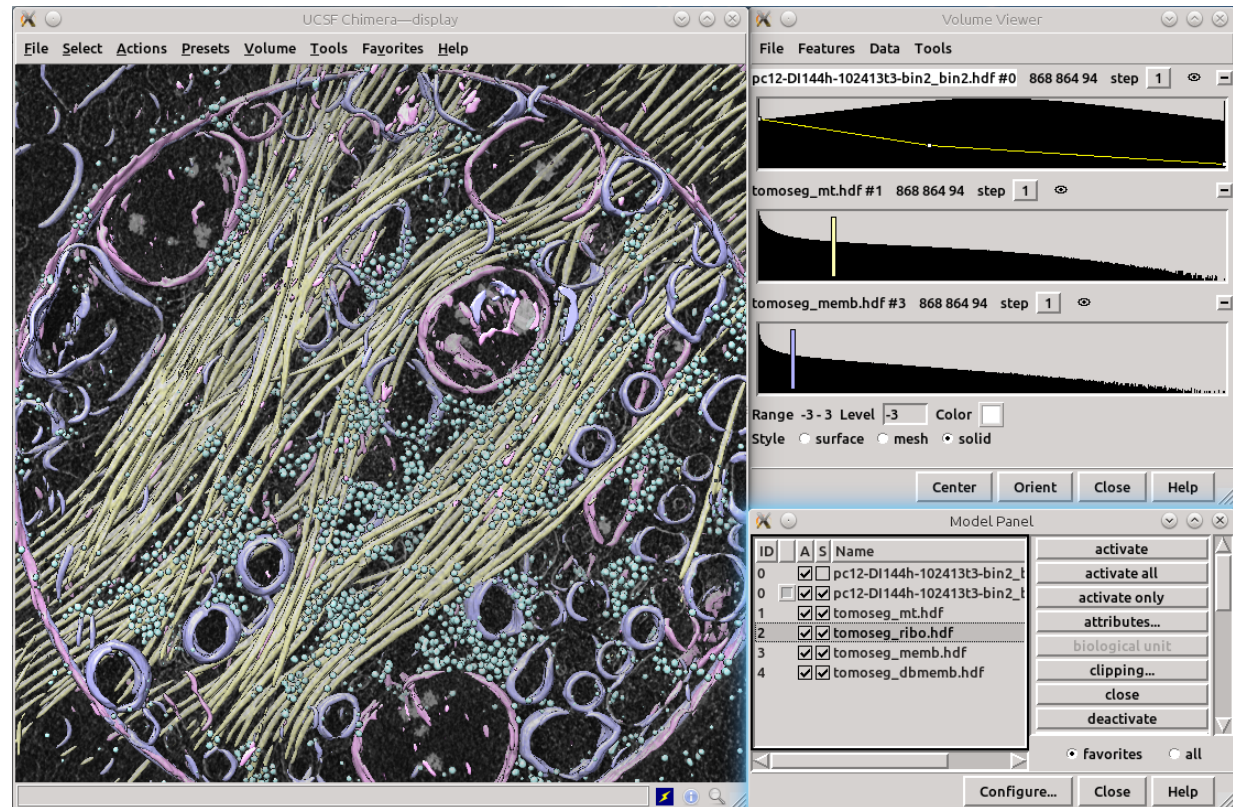 UCSF Chimera—display
File Select Actions Presets Volume Tools Favorites Help
Volume Viewer
File Features Data Tools
pc12-DI144h-102413t3-bin2_bin2.hdf #0 868 864 94 step 1
tomoseg_mt.hdf #1 868 864 94 step 1
tomoseg_memb.hdf #3 868 864 94 step 1
Range -3 - 3 Level -3 Color
Style surface mesh solid
Center Orient Close Help
Model Panel
ID A S Name
0 pc12-DI144h-102413t3-bin2_b
0 pc12-DI144h-102413t3-bin2_b
1 tomoseg_mt.hdf
2 tomoseg_ribo.hdf
3 tomoseg_memb.hdf
4 tomoseg_dbmemb.hdf
activate
activate all
activate only
attributes...
biological unit
clipping...
close
deactivate
favorites all
Configure... Close Help